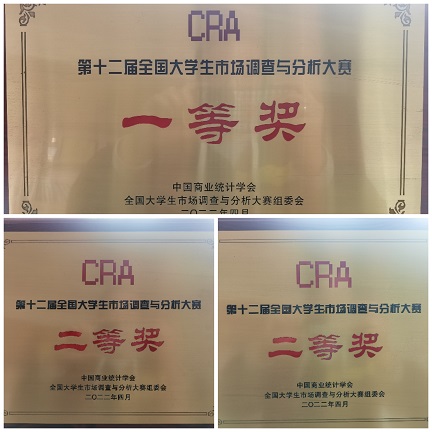 CRA
第十二届全国大学生市场调查与分析大赛
一等奖
中国商业统计学会
全国大学生市场调查与分析大赛组委会
二〇二二年四月
CRA
第十二届全国大学生市场调查与分析大赛
二等奖
中国商业统计学会
全国大学生市场调查与分析大赛组委会
二〇二二年四月
CRA
第十二届全国大学生市场调查与分析大赛
二等奖
中国商业统计学会
全国大学生市场调查与分析大赛组委会
二〇二二年四月